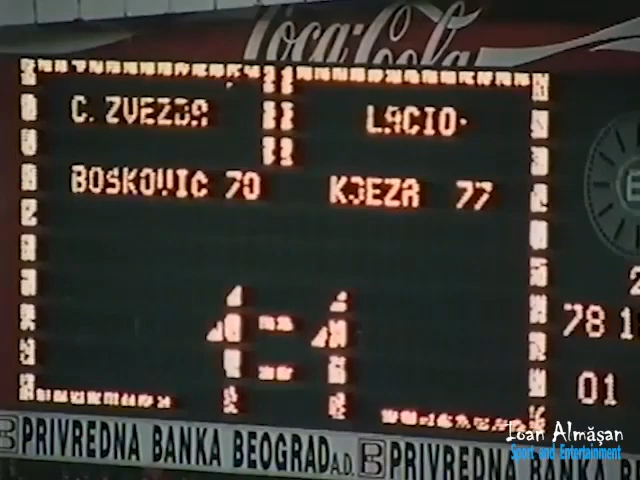 Coca-Cola
C. ZVEZDA LACIO
BOSKOVIC 70 KJEZA 77
1 - 1
78
01
PRIVREDNA BANKA BEOGRAD A.D. PRIVREDNA BANKA B
Ioan Almășan
Sport and Entertainment